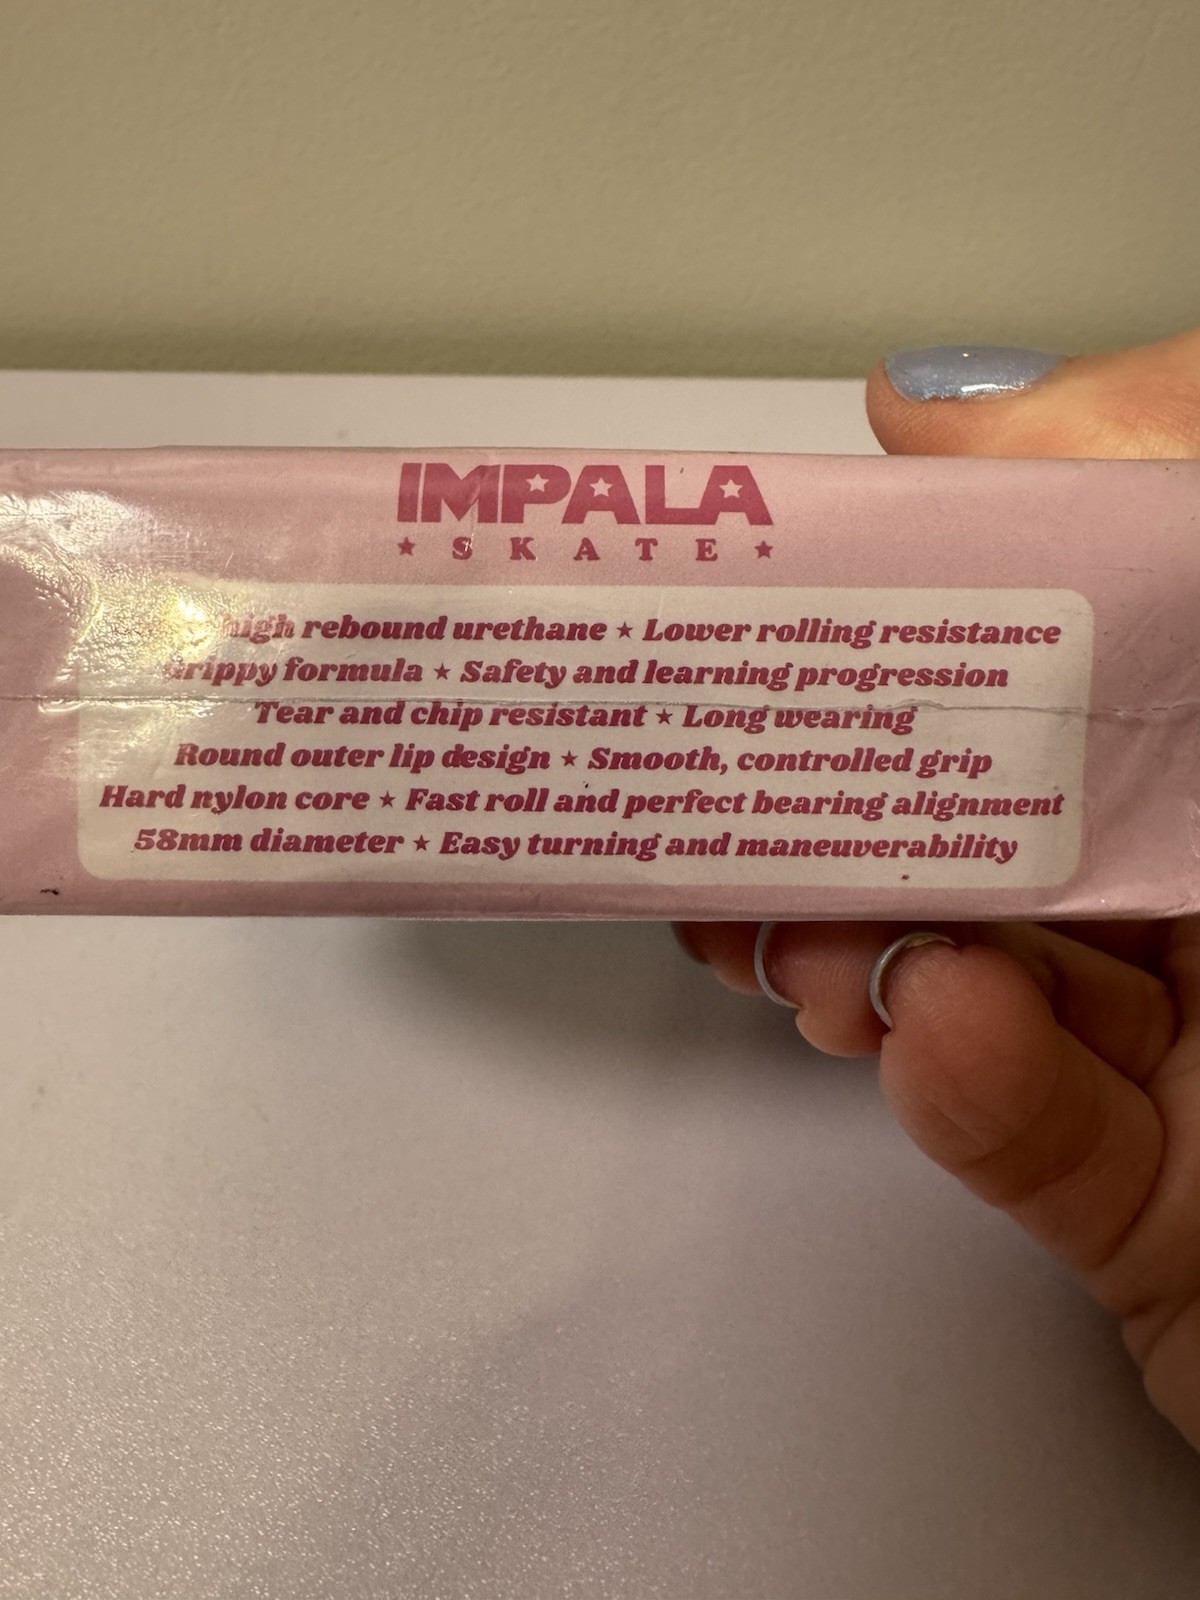 IMPALA
★ SKATE ★
high rebound urethane ★ Lower rolling resistance
Grippy formula ★ Safety and learning progression
Tear and chip resistant ★ Long wearing
Round outer lip design ★ Smooth, controlled grip
Hard nylon core ★ Fast roll and perfect bearing alignment
58mm diameter ★ Easy turning and maneuverability